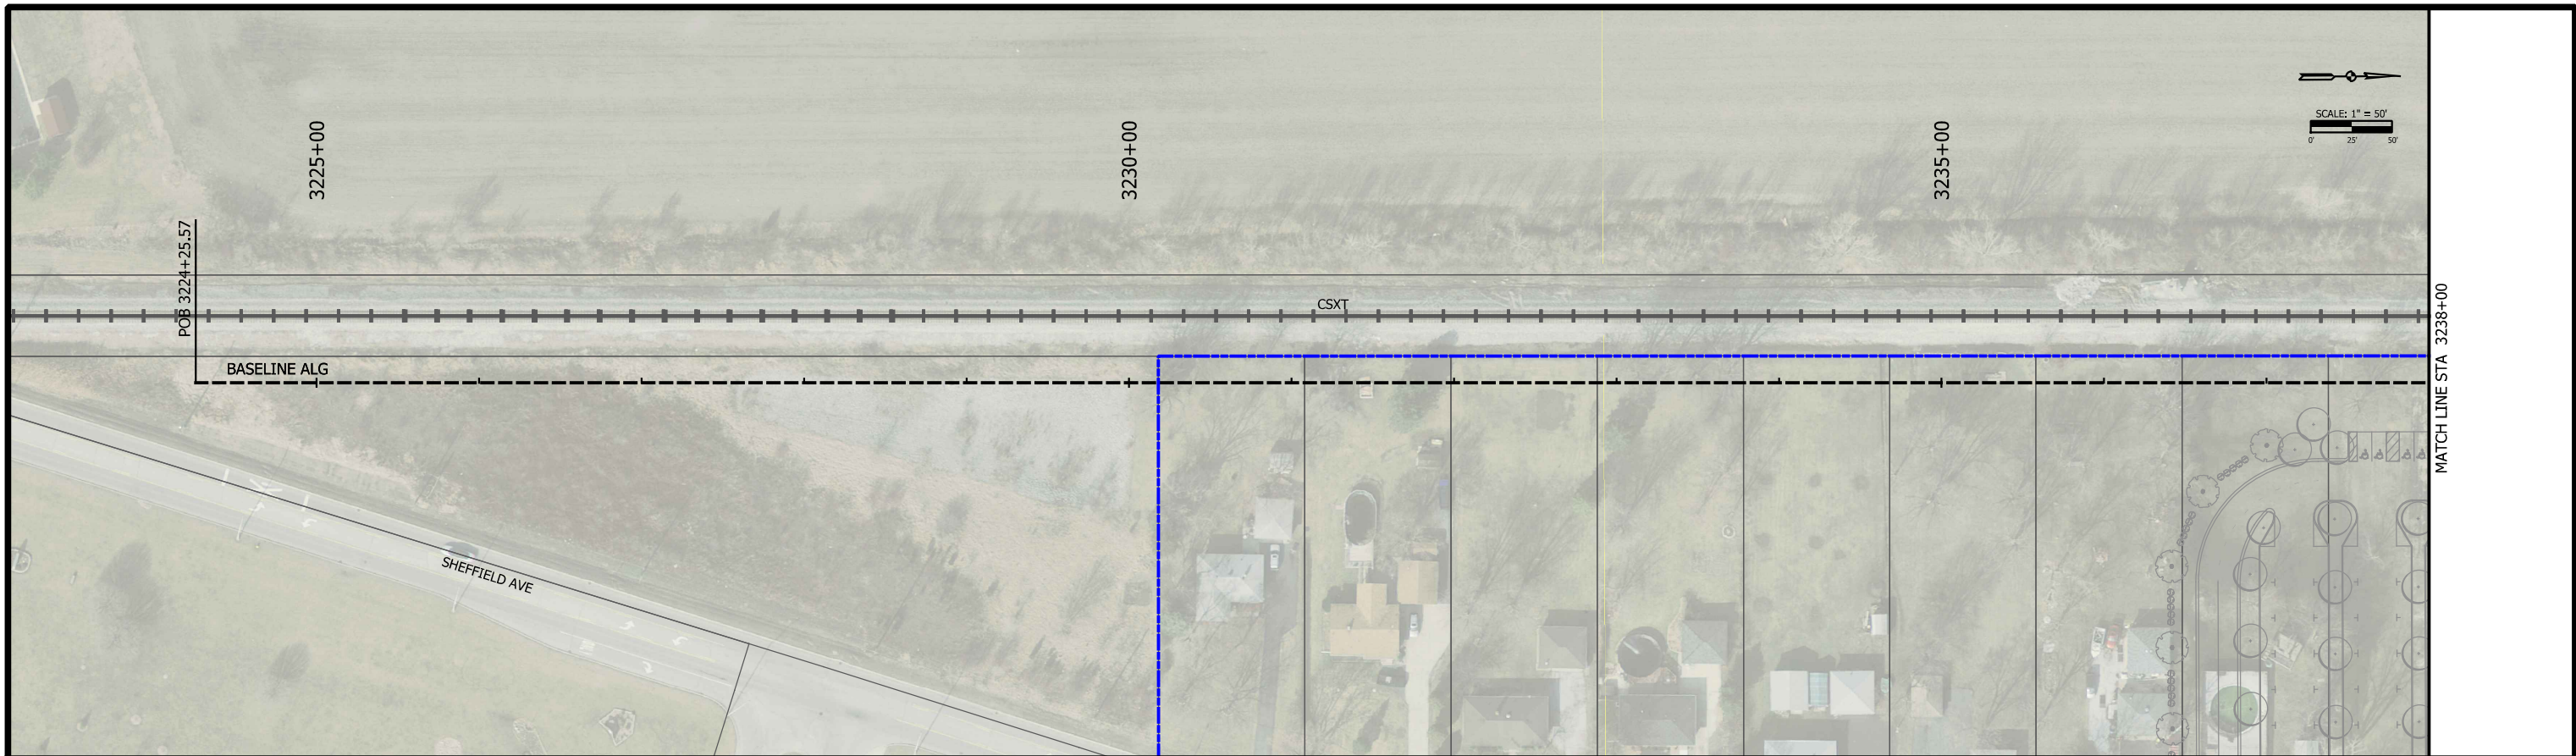 3225+00
3230+00
3235+00
SCALE: 1" = 50'
0' 25' 50'
POB 3224+25.57
CSXT
BASELINE ALG
MATCH LINE STA 3238+00
SHEFFIELD AVE